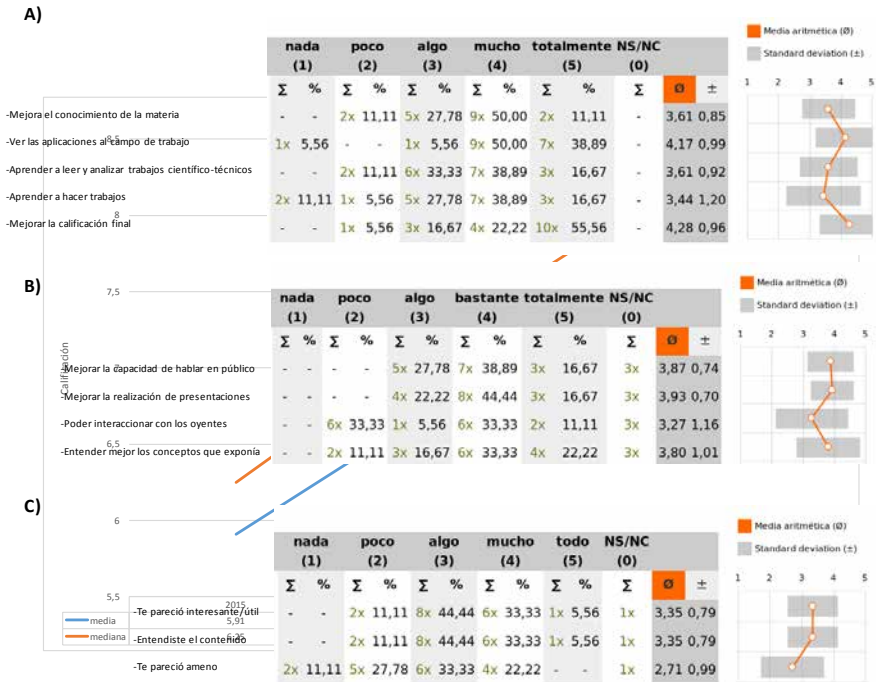 A)
Media aritmética (Ø)
Standard deviation (±)
nada poco algo mucho totalmente NS/NC
(1) (2) (3) (4) (5) (0)
Σ % Σ % Σ % Σ % Σ % Σ Ø ± 1 2 3 4 5
-Mejora el conocimiento de la materia - - 2x 11,11 5x 27,78 9x 50,00 2x 11,11 - 3,61 0,85
8,5
-Ver las aplicaciones al campo de trabajo 1x 5,56 - - 1x 5,56 9x 50,00 7x 38,89 - 4,17 0,99
-Aprender a leer y analizar trabajos científico-técnicos - - 2x 11,11 6x 33,33 7x 38,89 3x 16,67 - 3,61 0,92
-Aprender a hacer trabajos 2x 11,11 1x 5,56 5x 27,78 7x 38,89 3x 16,67 - 3,44 1,20
8
-Mejorar la calificación final - - 1x 5,56 3x 16,67 4x 22,22 10x 55,56 - 4,28 0,96
B)
7,5
Media aritmética (Ø)
Standard deviation (±)
nada poco algo bastante totalmente NS/NC
(1) (2) (3) (4) (5) (0)
Σ % Σ % Σ % Σ % Σ % Σ Ø ± 1 2 3 4 5
Calificación
-Mejorar la capacidad de hablar en público - - - - 5x 27,78 7x 38,89 3x 16,67 3x 3,87 0,74
-Mejorar la realización de presentaciones - - - - 4x 22,22 8x 44,44 3x 16,67 3x 3,93 0,70
-Poder interaccionar con los oyentes - - 6x 33,33 1x 5,56 6x 33,33 2x 11,11 3x 3,27 1,16
6,5
-Entender mejor los conceptos que exponía - - 2x 11,11 3x 16,67 6x 33,33 4x 22,22 3x 3,80 1,01
C)
6
Media aritmética (Ø)
Standard deviation (±)
nada poco algo mucho todo NS/NC
(1) (2) (3) (4) (5) (0)
Σ % Σ % Σ % Σ % Σ % Σ Ø ± 1 2 3 4 5
5,5
2015
-Te pareció interesante/útil - - 2x 11,11 8x 44,44 6x 33,33 1x 5,56 1x 3,35 0,79
media 5,91
-Entendiste el contenido - - 2x 11,11 8x 44,44 6x 33,33 1x 5,56 1x 3,35 0,79
mediana 6,25
-Te pareció ameno 2x 11,11 5x 27,78 6x 33,33 4x 22,22 - - 1x 2,71 0,99